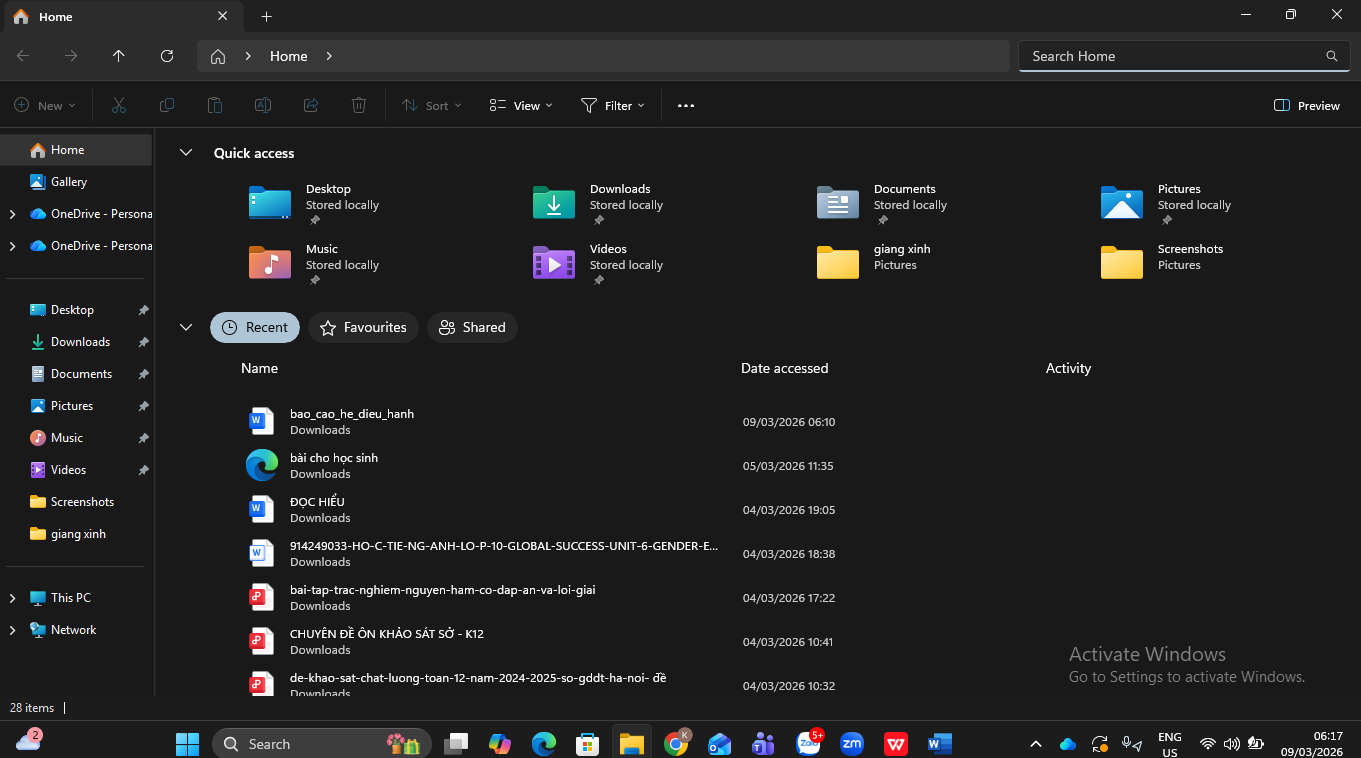 Home
Home
Search Home
New
Sort
View
Filter
Preview
Home
Gallery
OneDrive - Persona
OneDrive - Persona
Desktop
Downloads
Documents
Pictures
Music
Videos
Screenshots
giang xinh
This PC
Network
Quick access
Desktop
Stored locally
Downloads
Stored locally
Documents
Stored locally
Pictures
Stored locally
Music
Stored locally
Videos
Stored locally
giang xinh
Pictures
Screenshots
Pictures
Recent
Favourites
Shared
Name Date accessed Activity
bao_cao_he_dieu_hanh
Downloads
09/03/2026 06:10
bài cho học sinh
Downloads
05/03/2026 11:35
ĐỌC HIỂU
Downloads
04/03/2026 19:05
914249033-HO-C-TIE-NG-ANH-LO-P-10-GLOBAL-SUCCESS-UNIT-6-GENDER-E...
Downloads
04/03/2026 18:38
bai-tap-trac-nghiem-nguyen-ham-co-dap-an-va-loi-giai
Downloads
04/03/2026 17:22
CHUYÊN ĐỀ ÔN KHẢO SÁT SỞ - K12
Downloads
04/03/2026 10:41
de-khao-sat-chat-luong-toan-12-nam-2024-2025-so-gddt-ha-noi- đề
Downloads
04/03/2026 10:32
Activate Windows
Go to Settings to activate Windows.
28 items
2
Search
K
Zalo
5+
zm
W
ENG
US
06:17
09/03/2026